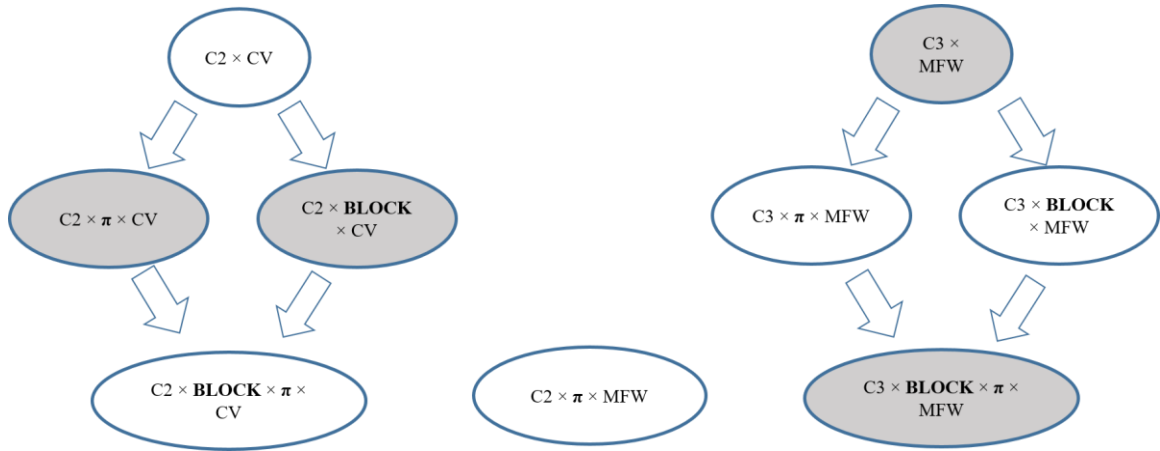 C2 × CV
C3 ×
MFW
C2 × π × CV
C2 × BLOCK
× CV
C3 × π × MFW
C3 × BLOCK
× MFW
C2 × BLOCK × π ×
CV
C2 × π × MFW
C3 × BLOCK × π ×
MFW